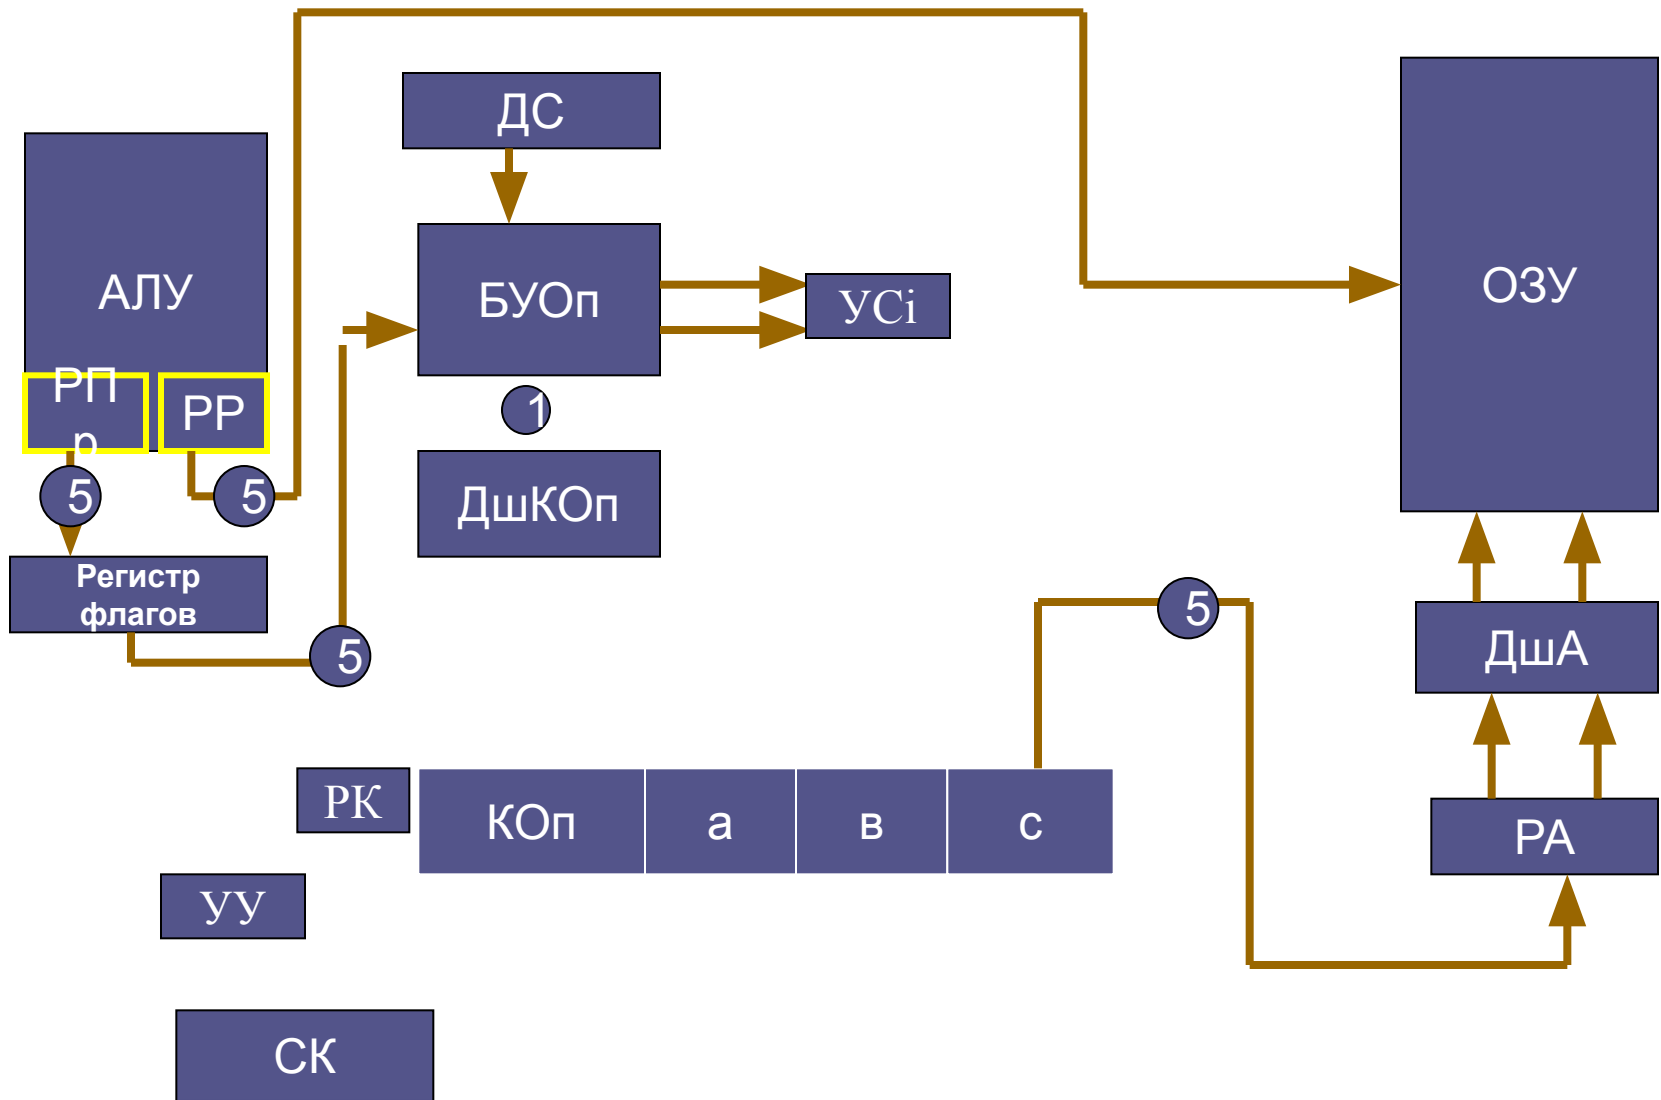 ДС
АЛУ
БУОп
УСi
ОЗУ
РП
р
РР
1
5
5
ДшКОп
Регистр
флагов
5
5
ДшА
РК
КОп
а
в
с
РА
УУ
СК